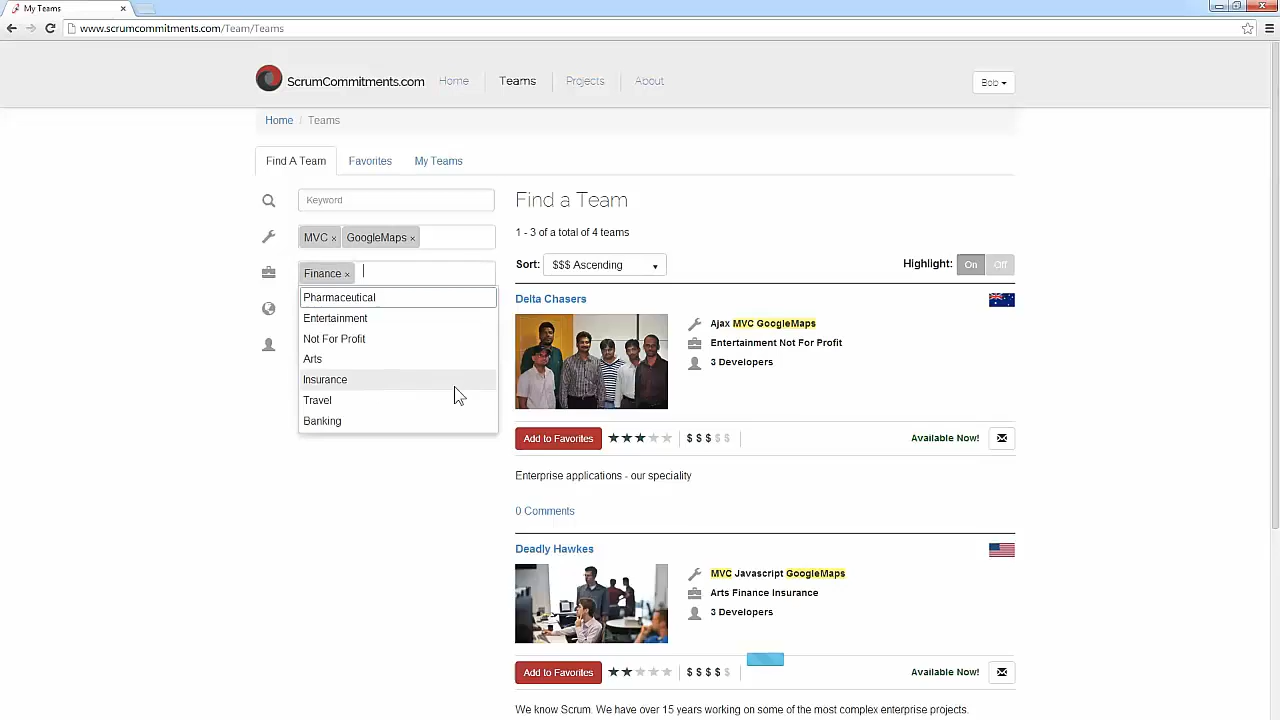 My Teams ×
www.scrumcommitments.com/Team/Teams
ScrumCommitments.com Home Teams Projects About Bob
Home / Teams
Find A Team Favorites My Teams
Keyword
MVC × GoogleMaps ×
Finance ×
Pharmaceutical
Entertainment
Not For Profit
Arts
Insurance
Travel
Banking
Find a Team
1 - 3 of a total of 4 teams
Sort: $$$ Ascending Highlight: On Off
Delta Chasers
Ajax MVC GoogleMaps
Entertainment Not For Profit
3 Developers
Add to Favorites $ $ $ $ $ Available Now!
Enterprise applications - our speciality
0 Comments
Deadly Hawkes
MVC Javascript GoogleMaps
Arts Finance Insurance
3 Developers
Add to Favorites $ $ $ $ $ Available Now!
We know Scrum. We have over 15 years working on some of the most complex enterprise projects.